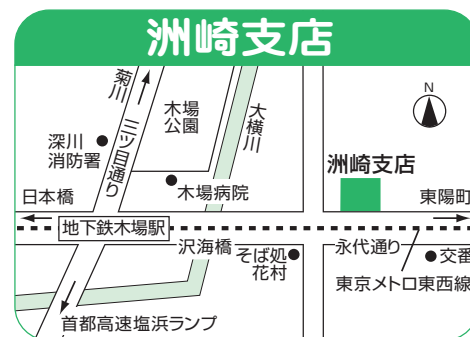 洲崎支店
菊川
三ツ目通り
木場
公園
大横川
N
深川
消防署
洲崎支店
木場病院
日本橋
東陽町
地下鉄木場駅
沢海橋
そば処
花村
永代通り
交番
東京メトロ東西線
首都高速塩浜ランプ